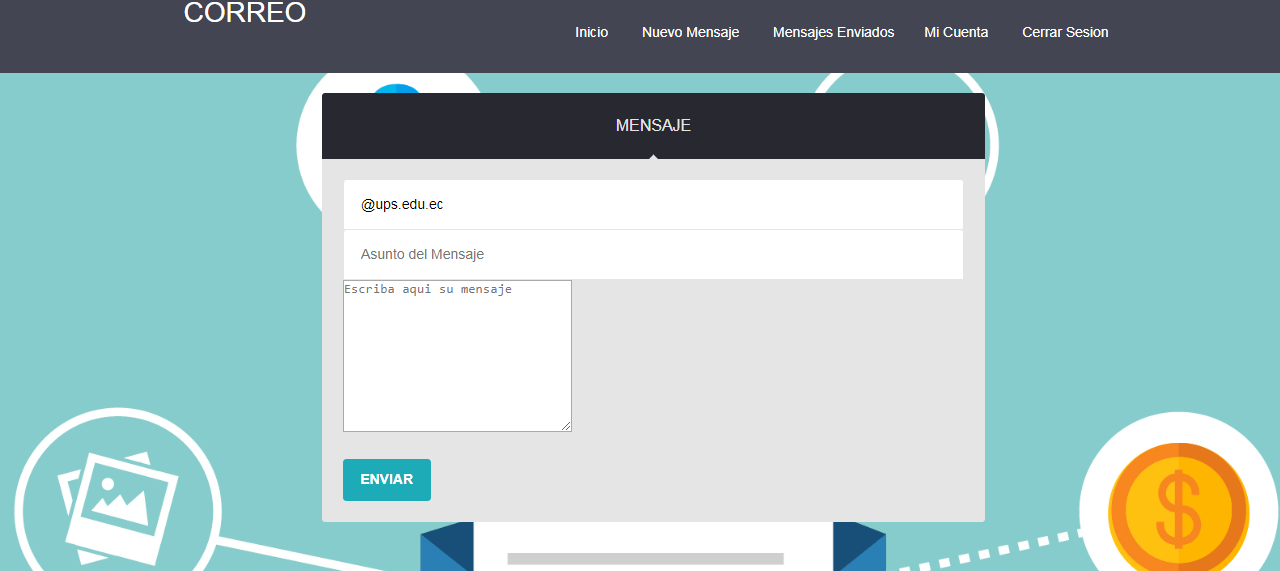 CORREO
Inicio Nuevo Mensaje Mensajes Enviados Mi Cuenta Cerrar Sesion
MENSAJE
@ups.edu.ec
Asunto del Mensaje
Escriba aqui su mensaje
ENVIAR
$